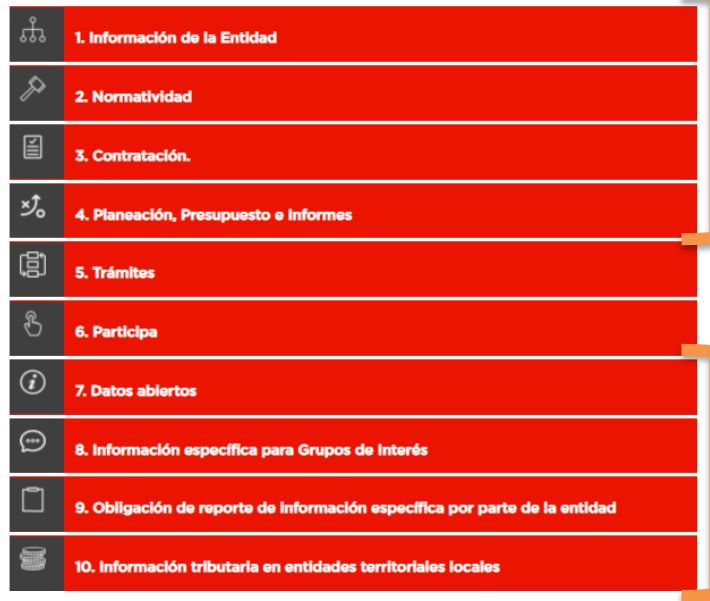 1. Información de la Entidad
2. Normatividad
3. Contratación.
4. Planeación, Presupuesto e Informes
5. Trámites
6. Participa
7. Datos abiertos
8. Información específica para Grupos de Interés
9. Obligación de reporte de información específica por parte de la entidad
10. Información tributaria en entidades territoriales locales